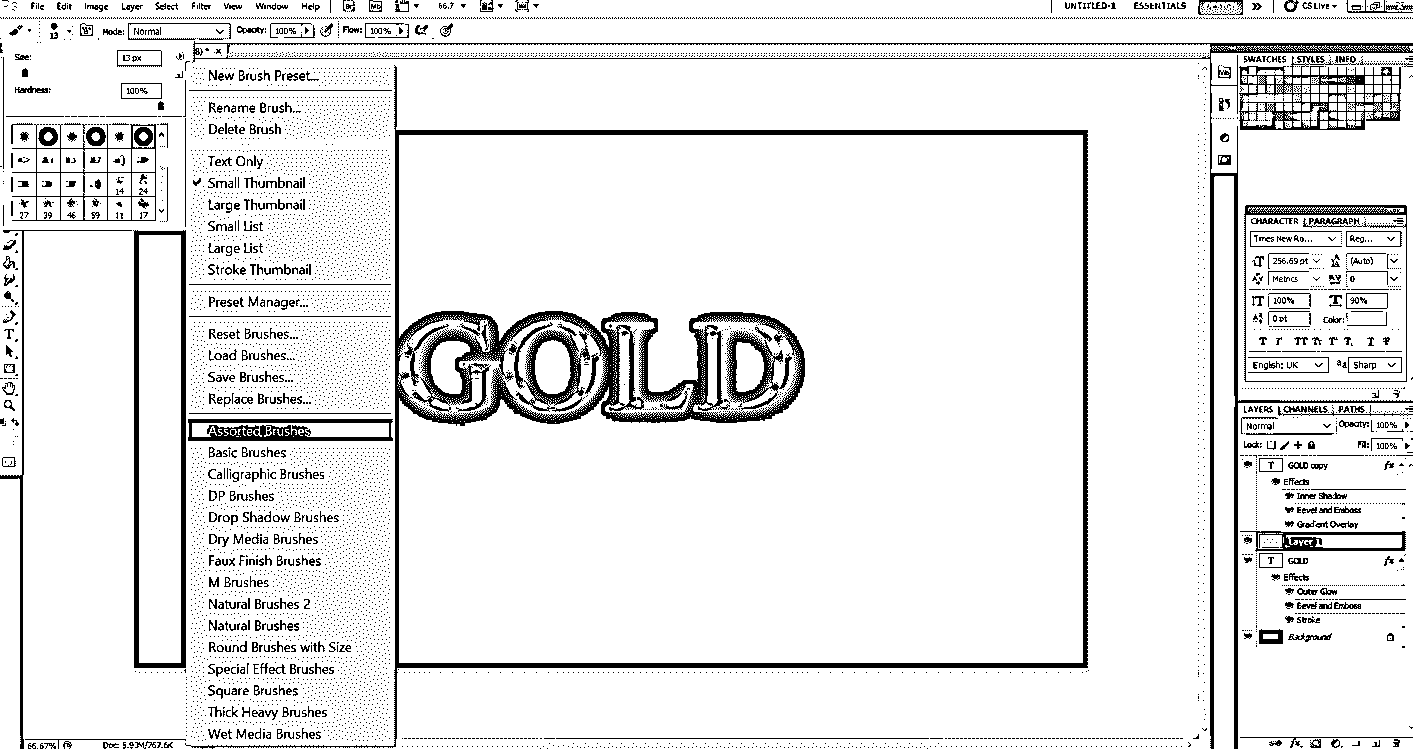 File Edit Image Layer Select Filter View Window Help 66.7 UNTITLED-1 ESSENTIALS CS Live
13 Mode: Normal Opacity: 100% Flow: 100%
Size: 13 px
Hardness: 100%
14 24
27 39 46 59 11 17
New Brush Preset...
Rename Brush...
Delete Brush
Text Only
Small Thumbnail
Large Thumbnail
Small List
Large List
Stroke Thumbnail
Preset Manager...
Reset Brushes...
Load Brushes...
Save Brushes...
Replace Brushes...
Assorted Brushes
Basic Brushes
Calligraphic Brushes
DP Brushes
Drop Shadow Brushes
Dry Media Brushes
Faux Finish Brushes
M Brushes
Natural Brushes 2
Natural Brushes
Round Brushes with Size
Special Effect Brushes
Square Brushes
Thick Heavy Brushes
Wet Media Brushes
GOLD
SWATCHES STYLES INFO
CHARACTER PARAGRAPH
Times New Ro... Reg...
256.69 pt (Auto)
Metrics 0
100% 90%
0 pt Color:
English: UK aa Sharp
LAYERS CHANNELS PATHS
Normal Opacity: 100%
Lock: Fill: 100%
GOLD copy fx
Effects
Inner Shadow
Bevel and Emboss
Gradient Overlay
Layer 1
GOLD fx
Effects
Outer Glow
Bevel and Emboss
Stroke
Background
66.67% Doc: 5.93M/767.6K